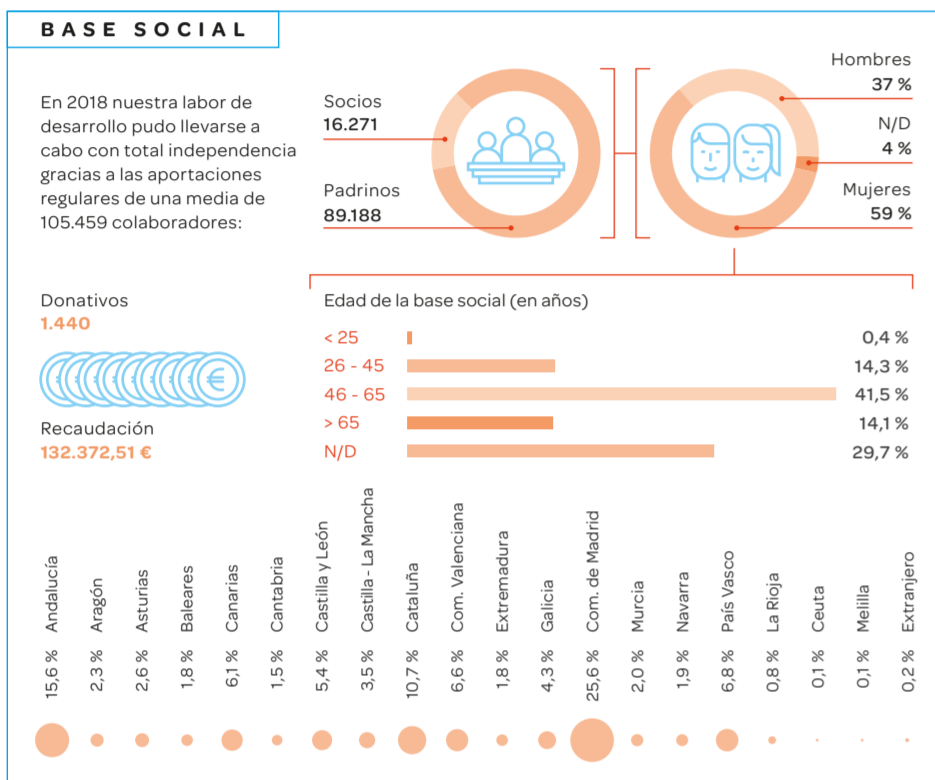 BASE SOCIAL
En 2018 nuestra labor de
desarrollo pudo llevarse a
cabo con total independencia
gracias a las aportaciones
regulares de una media de
105.459 colaboradores:
Socios
16.271
Padrinos
89.188
Hombres
37 %
N/D
4 %
Mujeres
59 %
Donativos
1.440
€
Recaudación
132.372,51 €
Edad de la base social (en años)
< 25 0,4 %
26 - 45 14,3 %
46 - 65 41,5 %
> 65 14,1 %
N/D 29,7 %
15,6 % Andalucía
2,3 % Aragón
2,6 % Asturias
1,8 % Baleares
6,1 % Canarias
1,5 % Cantabria
5,4 % Castilla y León
3,5 % Castilla - La Mancha
10,7 % Cataluña
6,6 % Com. Valenciana
1,8 % Extremadura
4,3 % Galicia
25,6 % Com. de Madrid
2,0 % Murcia
1,9 % Navarra
6,8 % País Vasco
0,8 % La Rioja
0,1 % Ceuta
0,1 % Melilla
0,2 % Extranjero